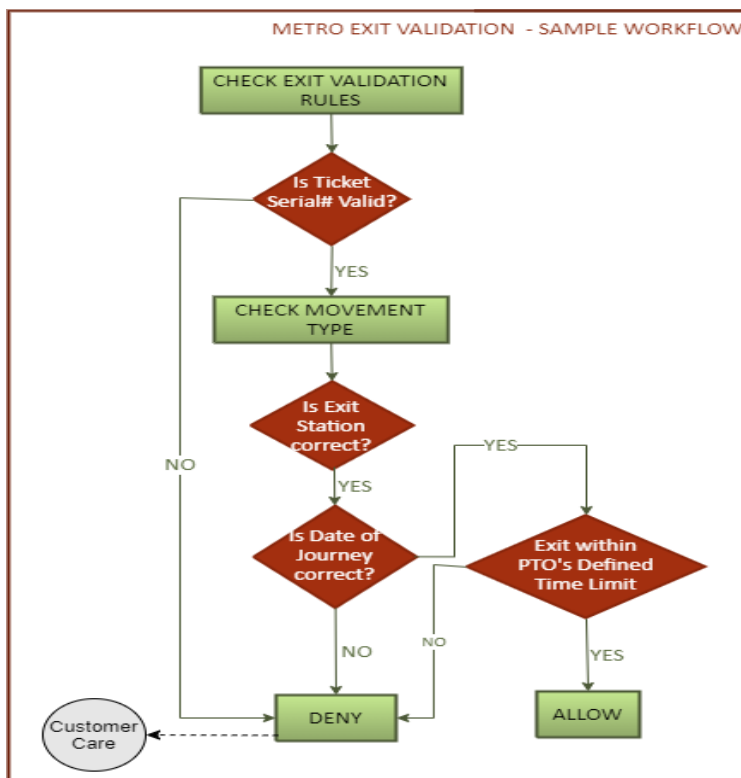 METRO EXIT VALIDATION - SAMPLE WORKFLOW
CHECK EXIT VALIDATION
RULES
Is Ticket
Serial# Valid?
YES
CHECK MOVEMENT
TYPE
Is Exit
Station
correct?
YES
NO
YES
Is Date of
Journey
correct?
Exit within
PTO's Defined
Time Limit
NO
NO
YES
DENY
ALLOW
Customer
Care